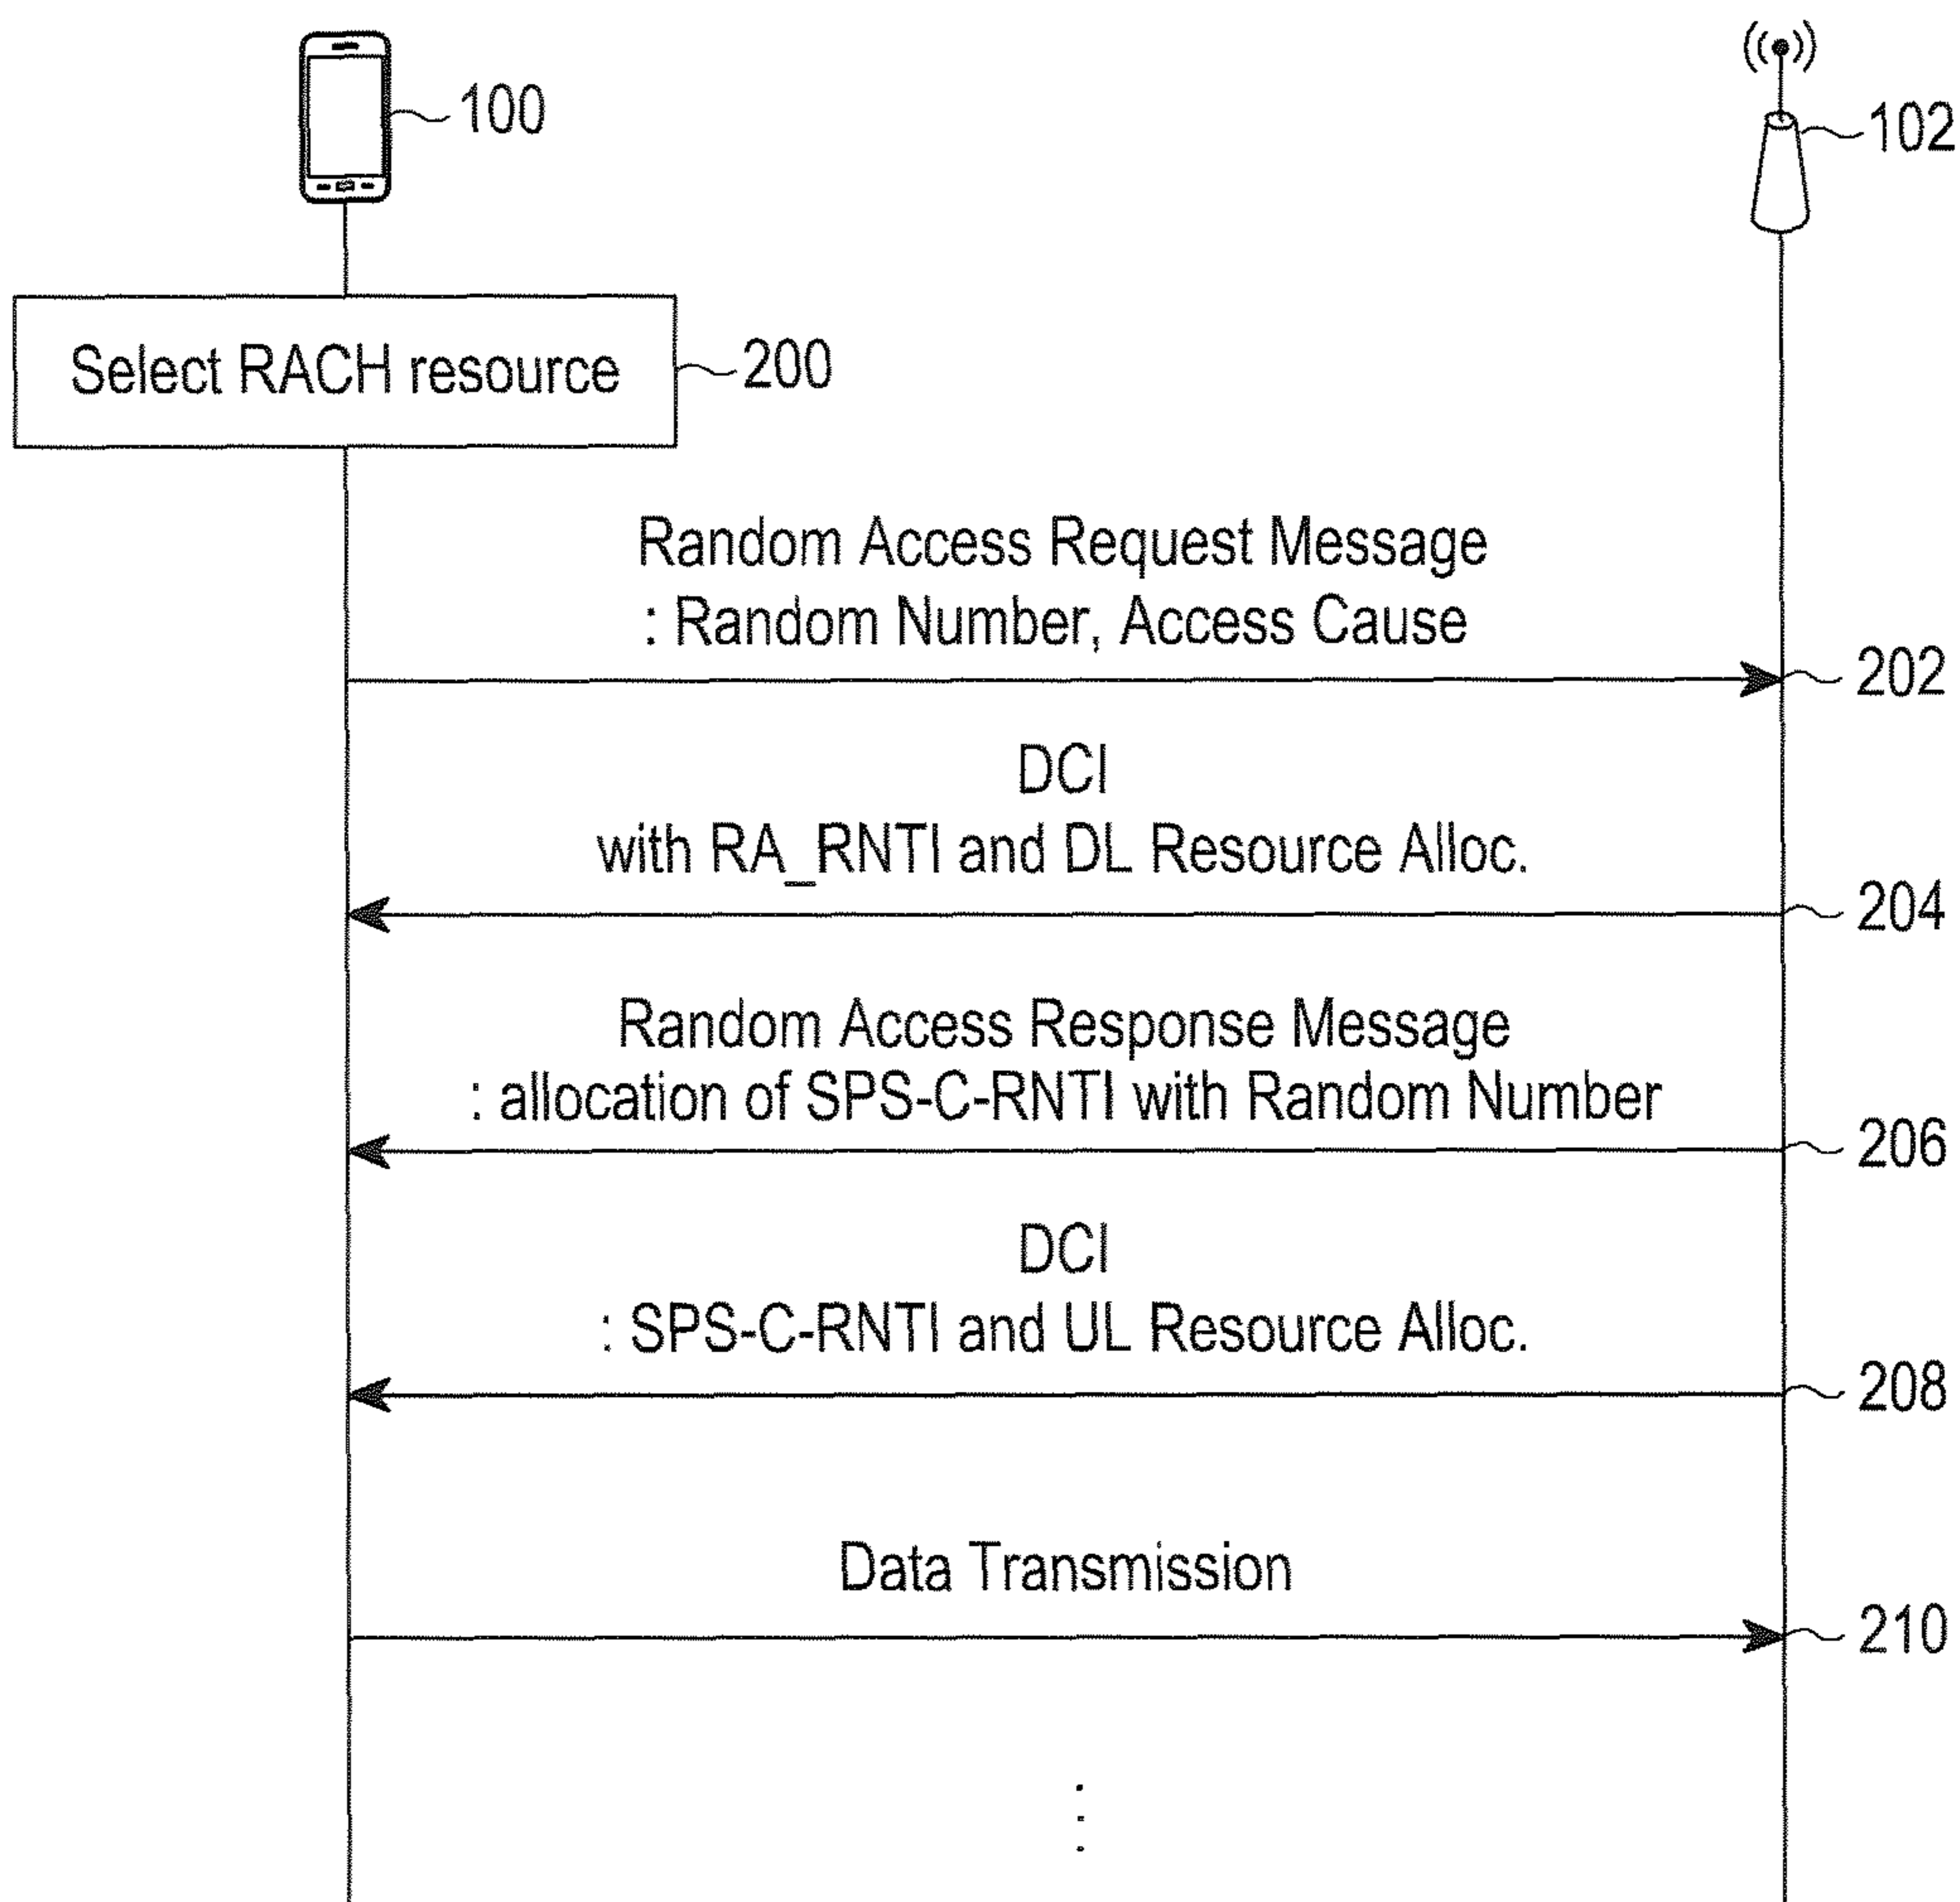 100
102
Select RACH resource
200
Random Access Request Message
: Random Number, Access Cause
202
DCI
with RA_RNTI and DL Resource Alloc.
204
Random Access Response Message
: allocation of SPS-C-RNTI with Random Number
206
DCI
: SPS-C-RNTI and UL Resource Alloc.
208
Data Transmission
210